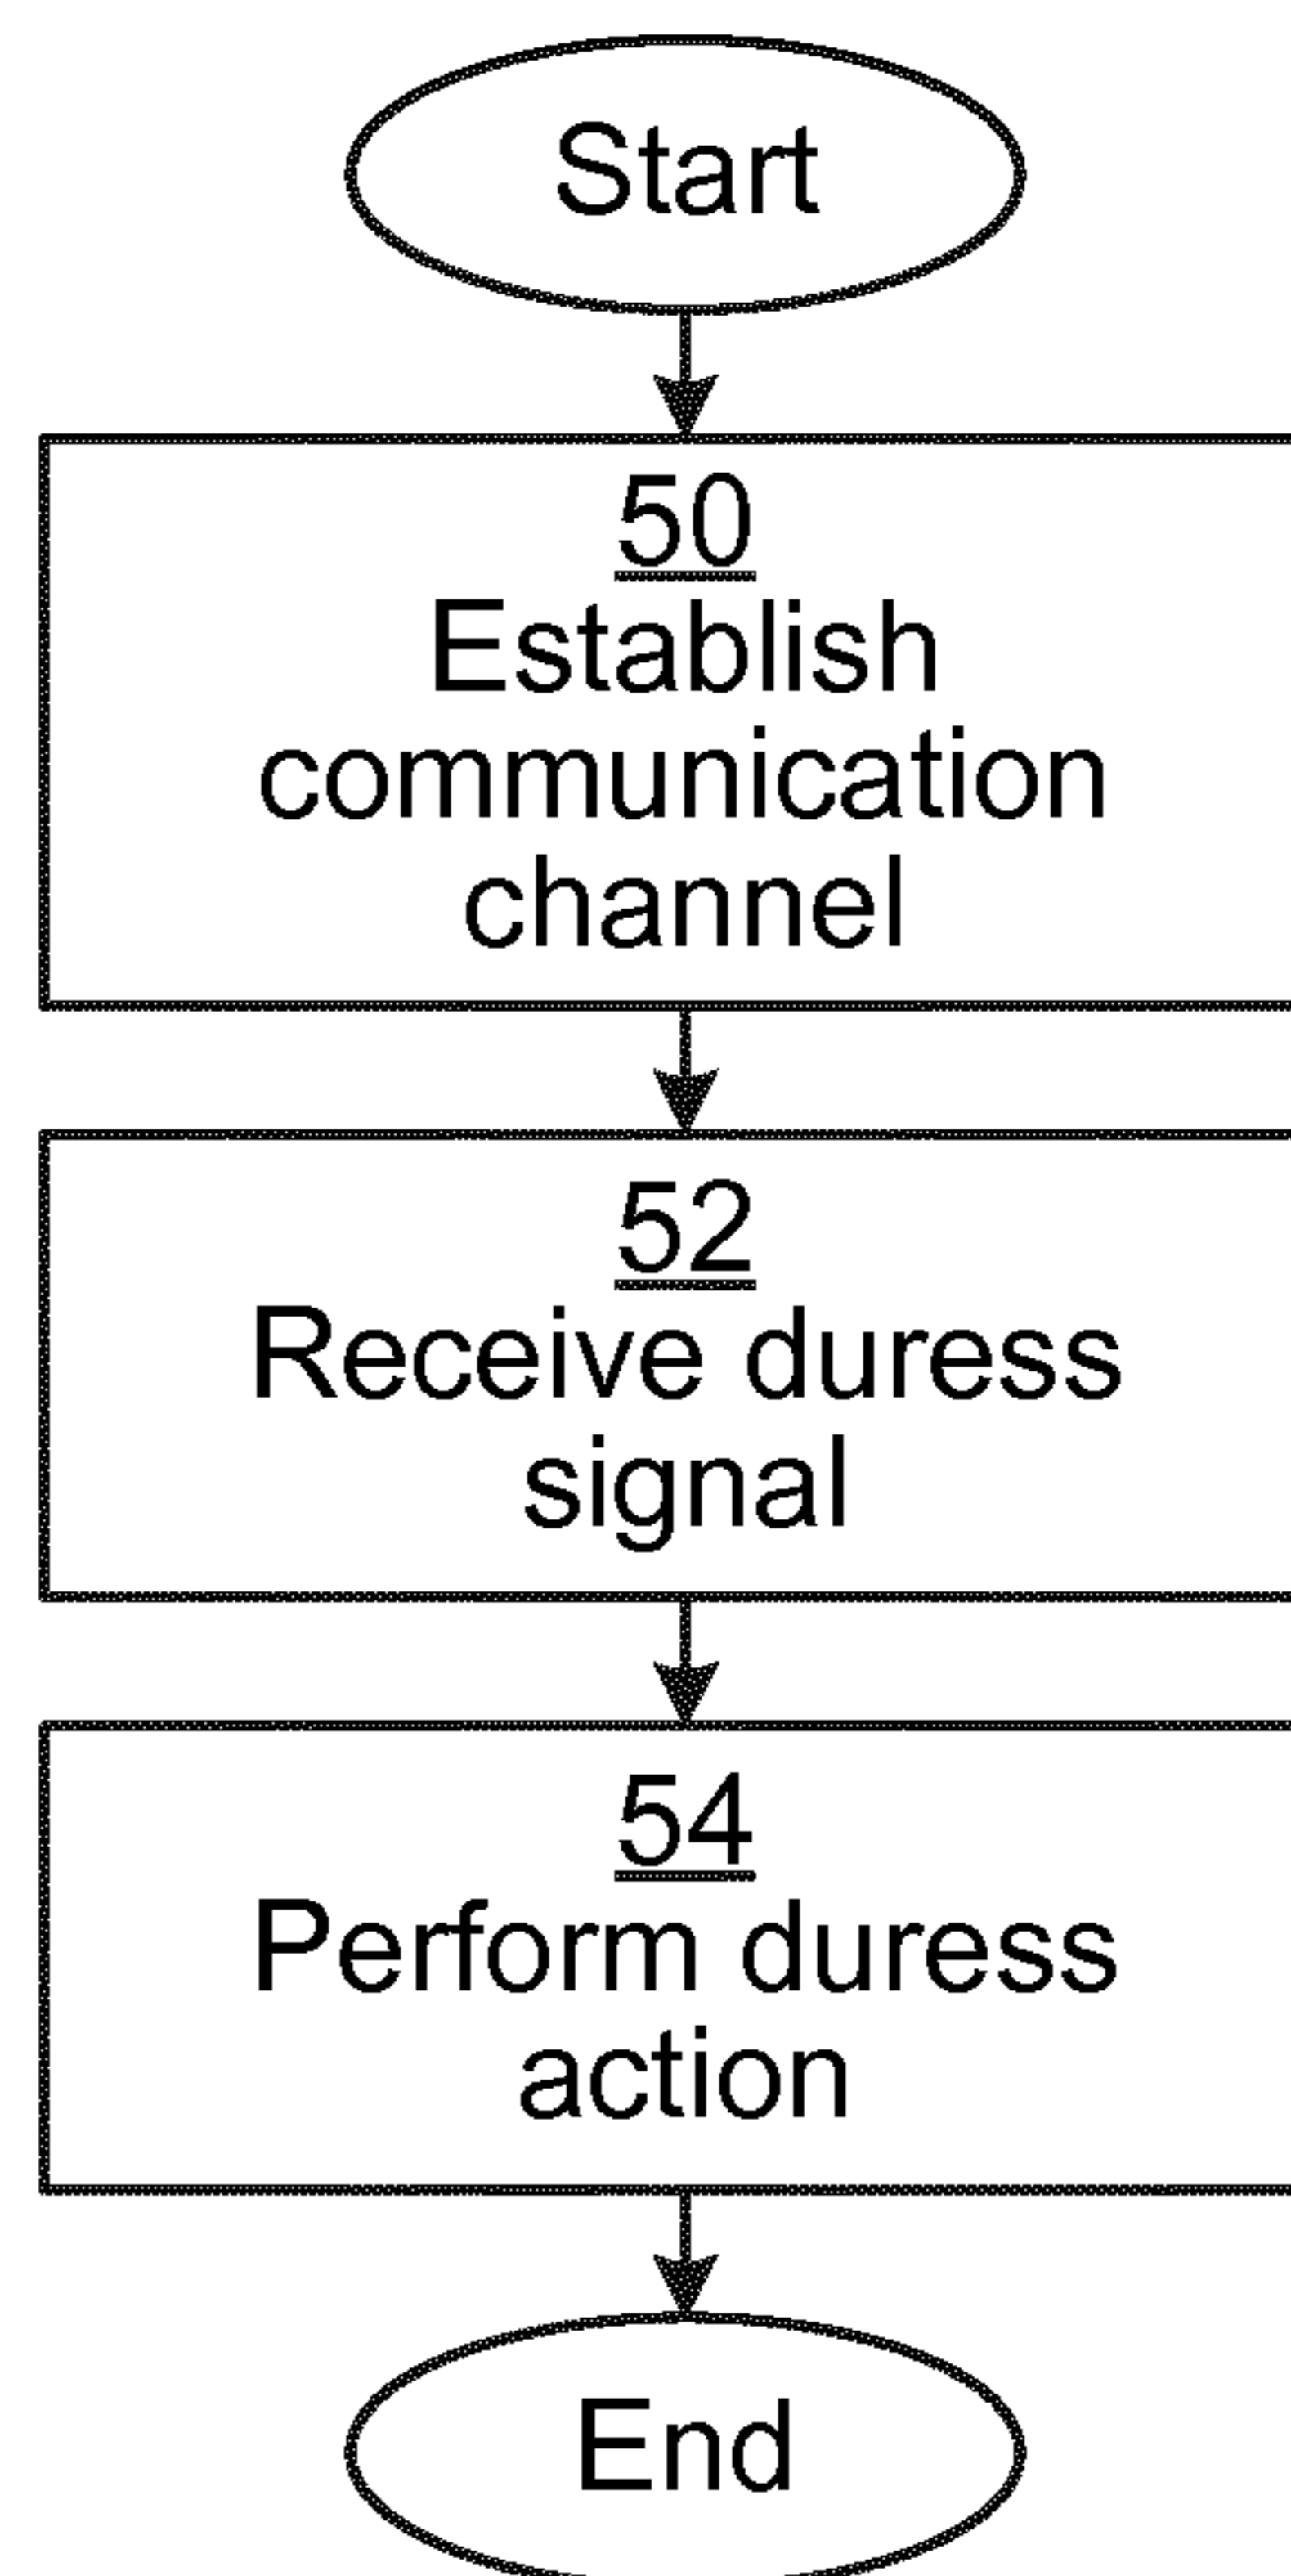 Start
50
Establish
communication
channel
52
Receive duress
signal
54
Perform duress
action
End